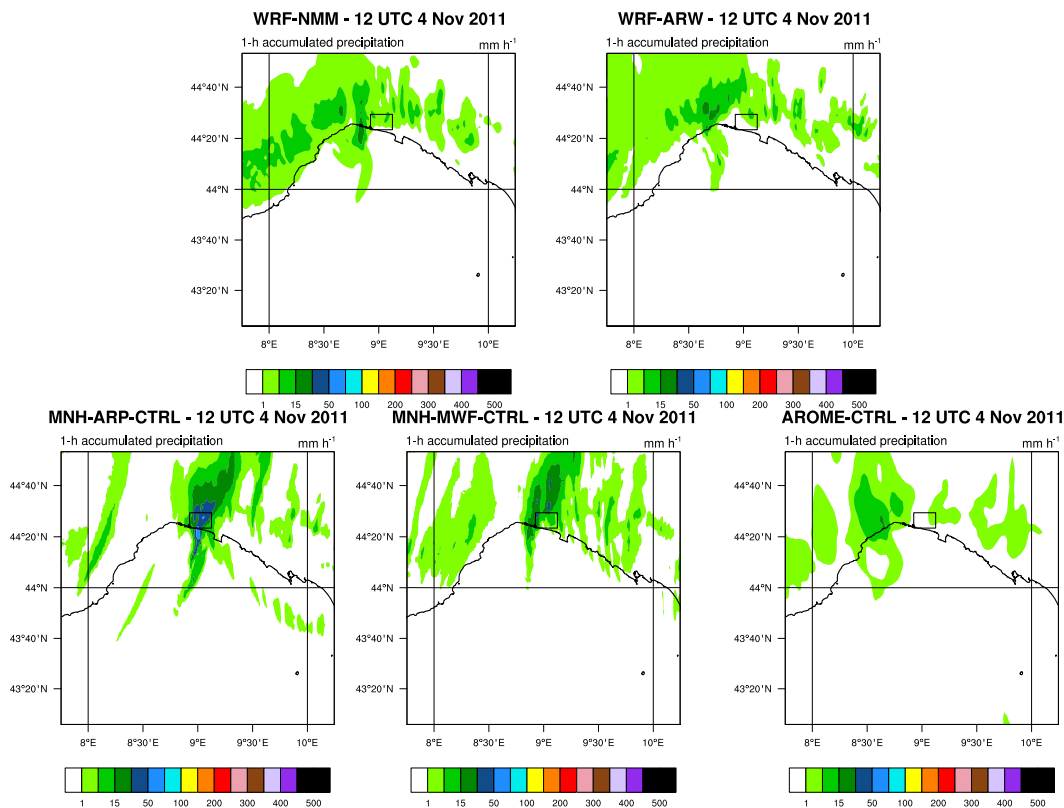 WRF-NMM - 12 UTC 4 Nov 2011
1-h accumulated precipitation mm h⁻¹
44°40'N
44°20'N
44°N
43°40'N
43°20'N
8°E 8°30'E 9°E 9°30'E 10°E
1 15 50 100 200 300 400 500
WRF-ARW - 12 UTC 4 Nov 2011
1-h accumulated precipitation mm h⁻¹
44°40'N
44°20'N
44°N
43°40'N
43°20'N
8°E 8°30'E 9°E 9°30'E 10°E
1 15 50 100 200 300 400 500
MNH-ARP-CTRL - 12 UTC 4 Nov 2011
1-h accumulated precipitation mm h⁻¹
44°40'N
44°20'N
44°N
43°40'N
43°20'N
8°E 8°30'E 9°E 9°30'E 10°E
1 15 50 100 200 300 400 500
MNH-MWF-CTRL - 12 UTC 4 Nov 2011
1-h accumulated precipitation mm h⁻¹
44°40'N
44°20'N
44°N
43°40'N
43°20'N
8°E 8°30'E 9°E 9°30'E 10°E
1 15 50 100 200 300 400 500
AROME-CTRL - 12 UTC 4 Nov 2011
1-h accumulated precipitation mm h⁻¹
44°40'N
44°20'N
44°N
43°40'N
43°20'N
8°E 8°30'E 9°E 9°30'E 10°E
1 15 50 100 200 300 400 500